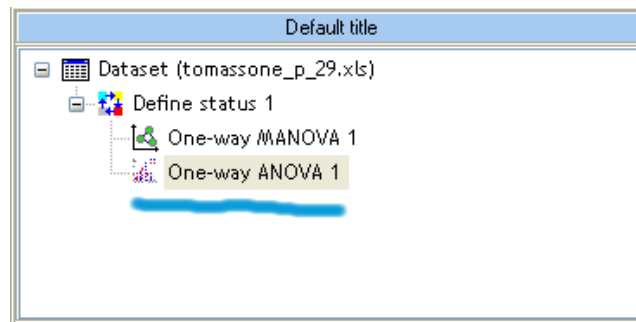 Default title
Dataset (tomassone_p_29.xls)
Define status 1
One-way MANOVA 1
One-way ANOVA 1